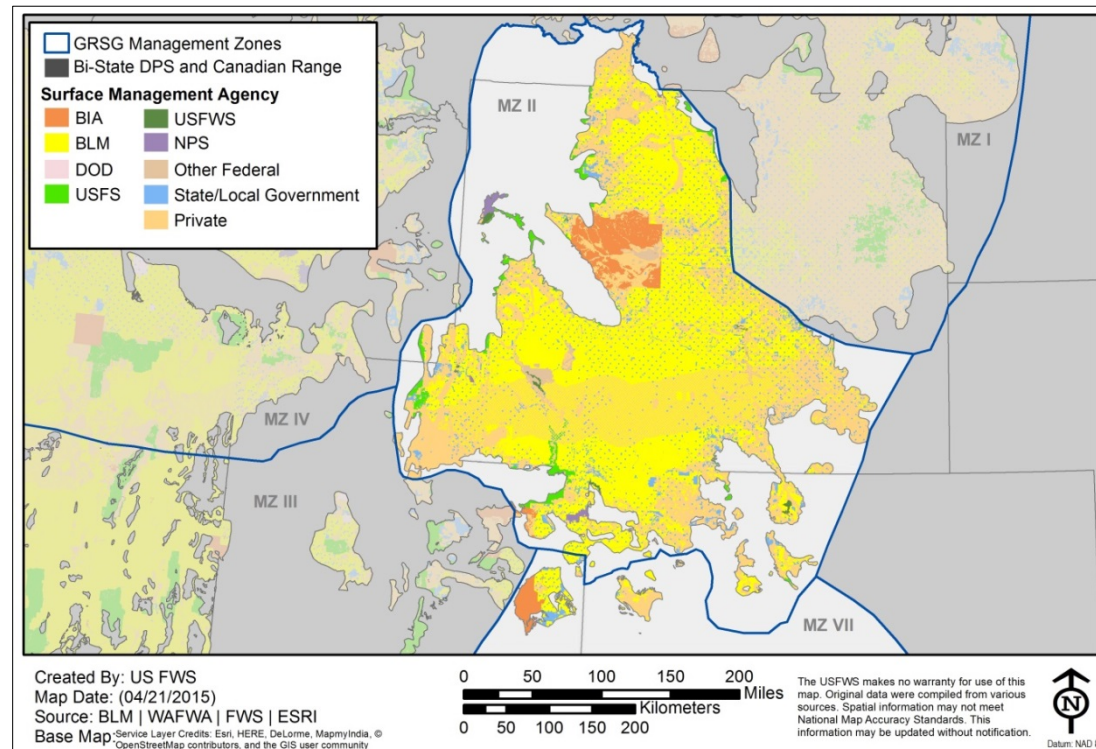 GRSG Management Zones
Bi-State DPS and Canadian Range
Surface Management Agency
BIA
BLM
DOD
USFS
USFWS
NPS
Other Federal
State/Local Government
Private
MZ II
MZ I
MZ IV
MZ III
MZ VII
Created By: US FWS
Map Date: (04/21/2015)
Source: BLM | WAFWA | FWS | ESRI
Base Map: Service Layer Credits: Esri, HERE, DeLorme, MapmyIndia, ©
OpenStreetMap contributors, and the GIS user community
0 50 100 150 200
Miles
Kilometers
0 50 100 150 200
The USFWS makes no warranty for use of this
map. Original data were compiled from various
sources. Spatial information may not meet
National Map Accuracy Standards. This
information may be updated without notification.
N
Datum: NAD